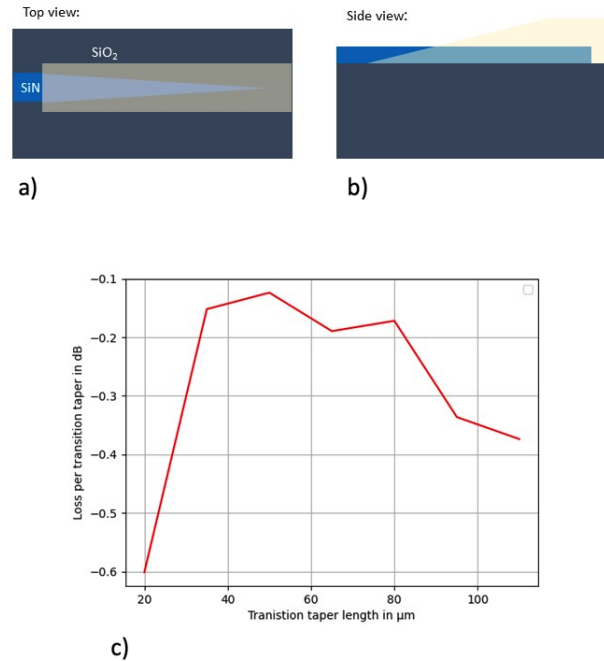 Top view:
Side view:
SiO2
SiN
a)
b)
−0.1
−0.2
−0.3
−0.4
−0.5
−0.6
Loss per transition taper in dB
20
40
60
80
100
Tranistion taper length in μm
c)